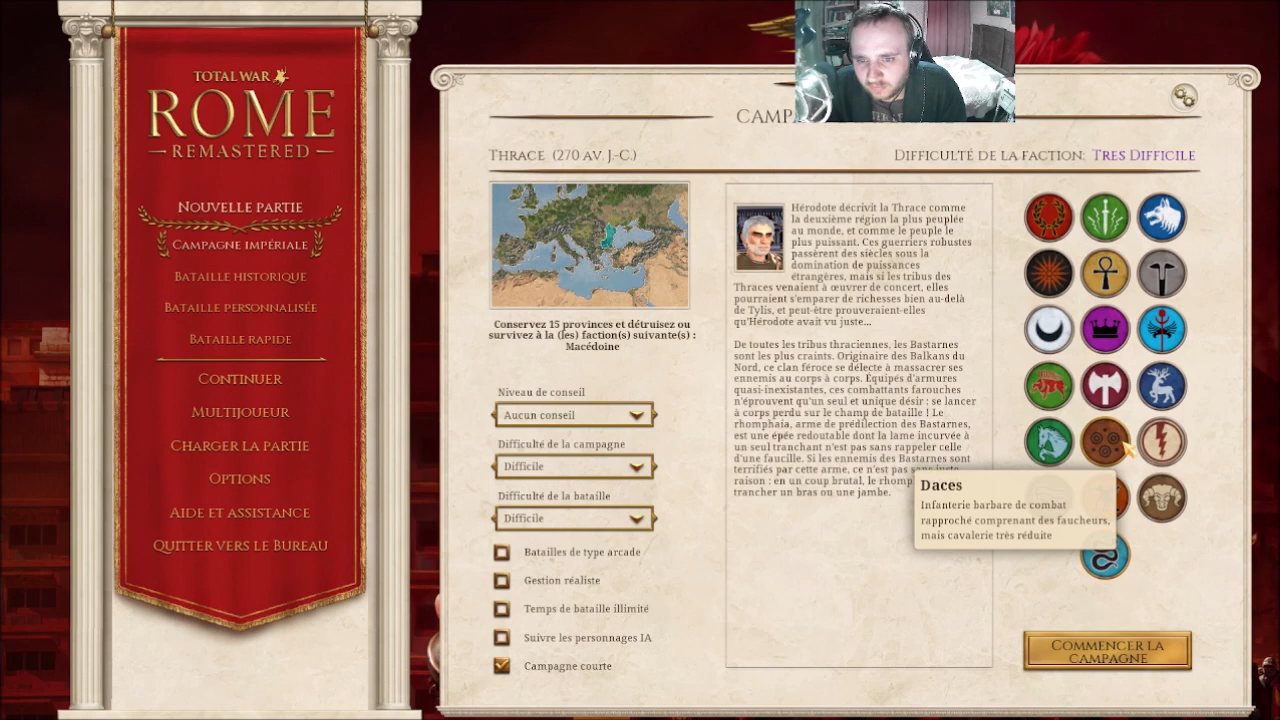 TOTAL WAR
ROME
REMASTERED
NOUVELLE PARTIE
CAMPAGNE IMPÉRIALE
BATAILLE HISTORIQUE
BATAILLE PERSONNALISÉE
BATAILLE RAPIDE
CONTINUER
MULTIJOUEUR
CHARGER LA PARTIE
OPTIONS
AIDE ET ASSISTANCE
QUITTER VERS LE BUREAU
THRACE (270 AV. J.-C.)
DIFFICULTÉ DE LA FACTION: TRES DIFFICILE
Conservez 15 provinces et détruisez ou
survivez à la (les) faction(s) suivante(s) :
Macédoine
Niveau de conseil
Aucun conseil
Difficulté de la campagne
Difficile
Difficulté de la bataille
Difficile
Batailles de type arcade
Gestion réaliste
Temps de bataille illimité
Suivre les personnages IA
Campagne courte
Hérodote décrivit la Thrace comme
la deuxième région la plus peuplée
au monde, et comme le peuple le
plus puissant. Ces guerriers robustes
passèrent des siècles sous la
domination de puissances
étrangères, mais si les tribus des
Thraces venaient à œuvrer de concert, elles
pourraient s'emparer de richesses bien au-delà
de Tylis, et peut-être prouveraient-elles
qu'Hérodote avait vu juste...
De toutes les tribus thraciennes, les Bastarnes
sont les plus craints. Originaire des Balkans du
Nord, ce clan féroce se délecte à massacrer ses
ennemis au corps à corps. Équipés d'armures
quasi-inexistantes, ces combattants farouches
n'éprouvent qu'un seul et unique désir : se lancer
à corps perdu sur le champ de bataille ! Le
rhomphaia, arme de prédilection des Bastarnes,
est une épée redoutable dont la lame incurvée à
un seul tranchant n'est pas sans rappeler celle
d'une faucille. Si les ennemis des Bastarnes sont
terrifiés par cette arme, ce n'est pas sans juste
raison : en un coup brutal, le
trancher un bras ou une jambe.
Daces
Infanterie barbare de combat
rapproché comprenant des faucheurs,
mais cavalerie très réduite
COMMENCER LA
CAMPAGNE